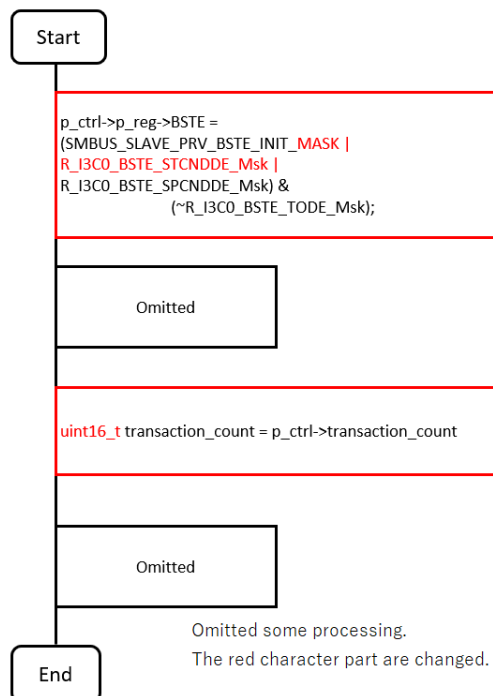 Start
p_ctrl->p_reg->BSTE =
(SMBUS_SLAVE_PRV_BSTE_INIT_MASK |
R_I3C0_BSTE_STCNDDE_Msk |
R_I3C0_BSTE_SPCNDDE_Msk) &
(~R_I3C0_BSTE_TODE_Msk);
Omitted
uint16_t transaction_count = p_ctrl->transaction_count
Omitted
Omitted some processing.
The red character part are changed.
End